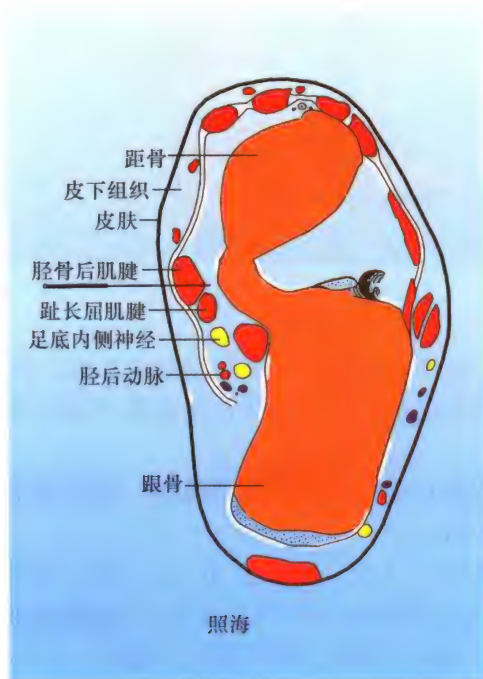 距骨
皮下组织
皮肤
胫骨后肌腱
趾长屈肌腱
足底内侧神经
胫后动脉
跟骨
照海